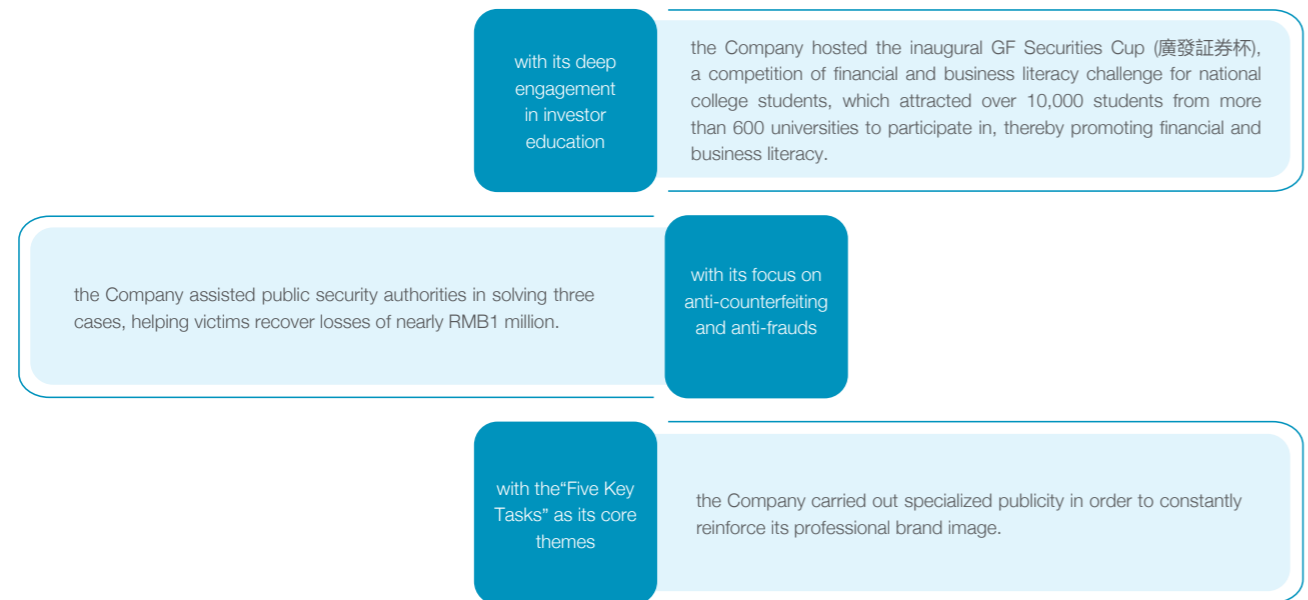 with its deep
engagement
in investor
education
the Company hosted the inaugural GF Securities Cup (廣發証券杯),
a competition of financial and business literacy challenge for national
college students, which attracted over 10,000 students from more
than 600 universities to participate in, thereby promoting financial and
business literacy.
the Company assisted public security authorities in solving three
cases, helping victims recover losses of nearly RMB1 million.
with its focus on
anti-counterfeiting
and anti-frauds
with the“Five Key
Tasks” as its core
themes
the Company carried out specialized publicity in order to constantly
reinforce its professional brand image.